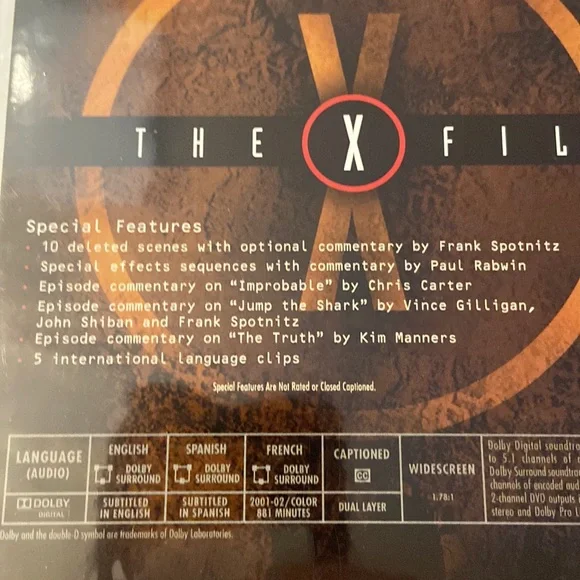 THE X FIL
Special Features
· 10 deleted scenes with optional commentary by Frank Spotnitz
· Special effects sequences with commentary by Paul Rabwin
· Episode commentary on "Improbable" by Chris Carter
· Episode commentary on "Jump the Shark" by Vince Gilligan,
John Shiban and Frank Spotnitz
· Episode commentary on "The Truth" by Kim Manners
· 5 international language clips
Special Features Are Not Rated or Closed Captioned.
LANGUAGE
(AUDIO)
ENGLISH
DOLBY
SURROUND
SPANISH
DOLBY
SURROUND
FRENCH
DOLBY
SURROUND
CAPTIONED
CC
WIDESCREEN
1.78:1
DOLBY
DIGITAL
SUBTITLED
IN ENGLISH
SUBTITLED
IN SPANISH
2001-02/COLOR
881 MINUTES
DUAL LAYER
Dolby Digital soundtra
to 5.1 channels of
Dolby Surround soundtra
channels of encoded aud
2-channel DVD outputs
stereo and Dolby Pro L
Dolby and the double-D symbol are trademarks of Dolby Laboratories.